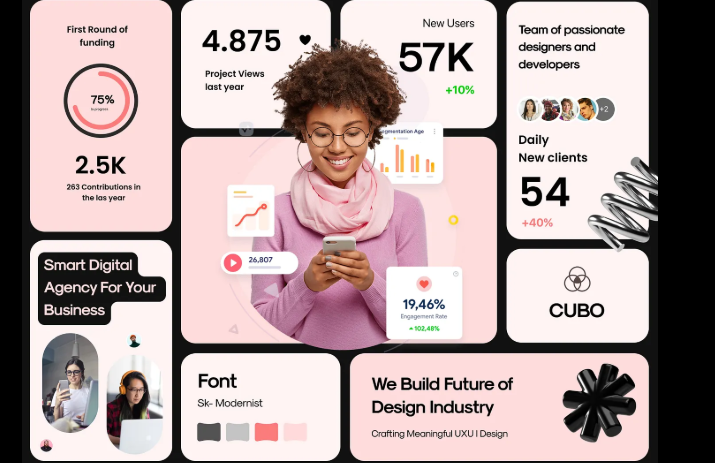 First Round of
funding
75%
2.5K
263 Contributions in
the las year
4.875
Project Views
last year
New Users
57K
+10%
Team of passionate
designers and
developers
+2
Daily
New clients
54
+40%
egmentation Age
26,807
19,46%
Engagement Rate
+ 102,48%
Smart Digital
Agency For Your
Business
CUBO
Font
Sk- Modernist
We Build Future of
Design Industry
Crafting Meaningful UXU I Design